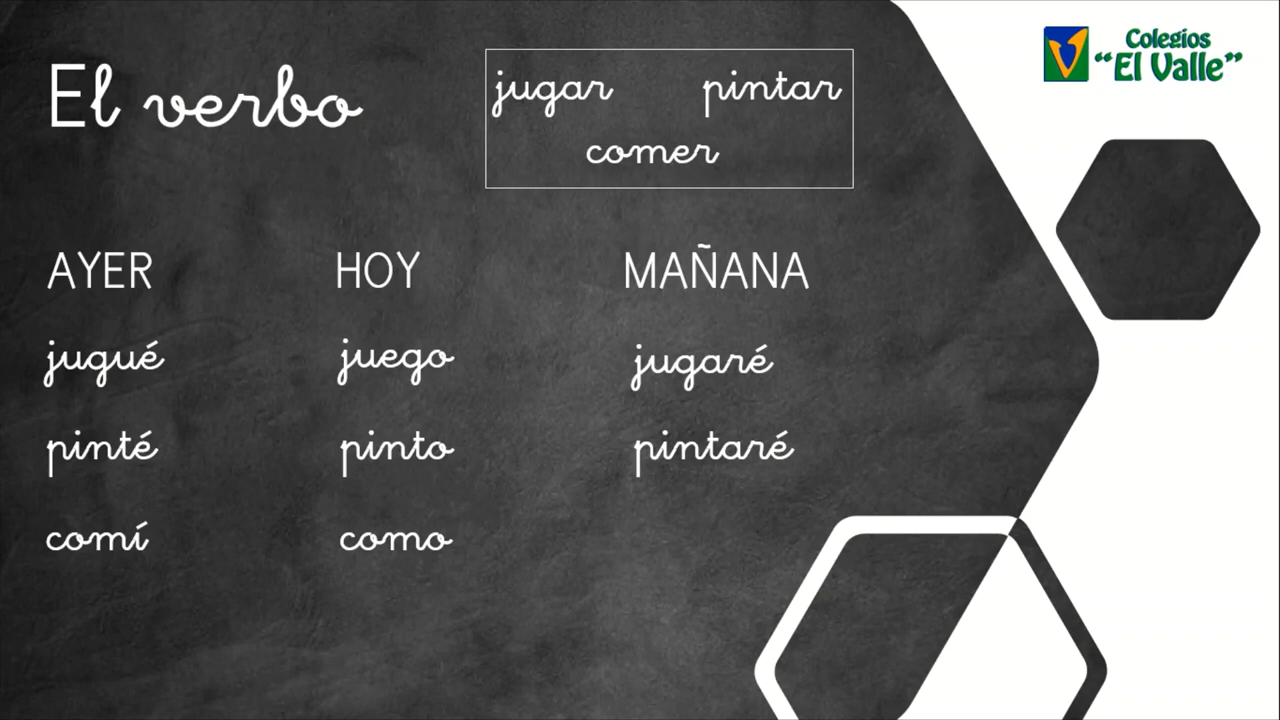 El verbo
jugar pintar
comer
Colegios
“El Valle”
AYER HOY MAÑANA
jugué juego jugaré
pinté pinto pintaré
comí como